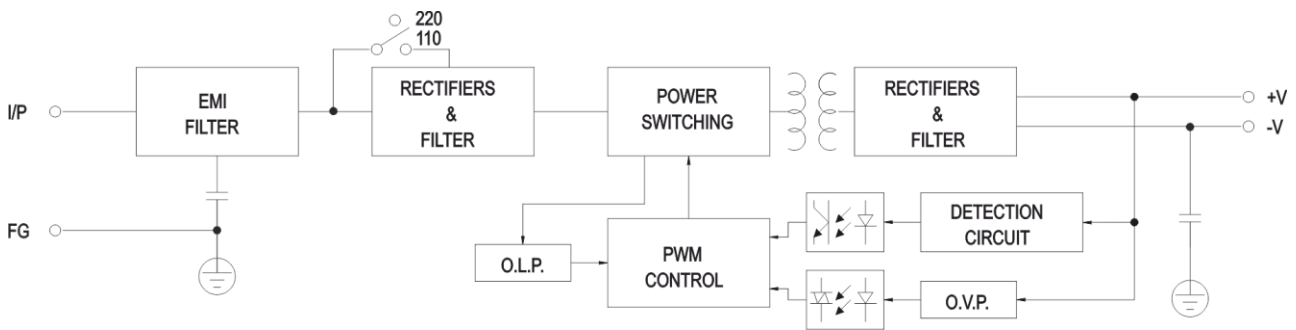 220
110
I/P
EMI
FILTER
RECTIFIERS
&
FILTER
POWER
SWITCHING
RECTIFIERS
&
FILTER
+V
-V
FG
O.L.P.
PWM
CONTROL
DETECTION
CIRCUIT
O.V.P.